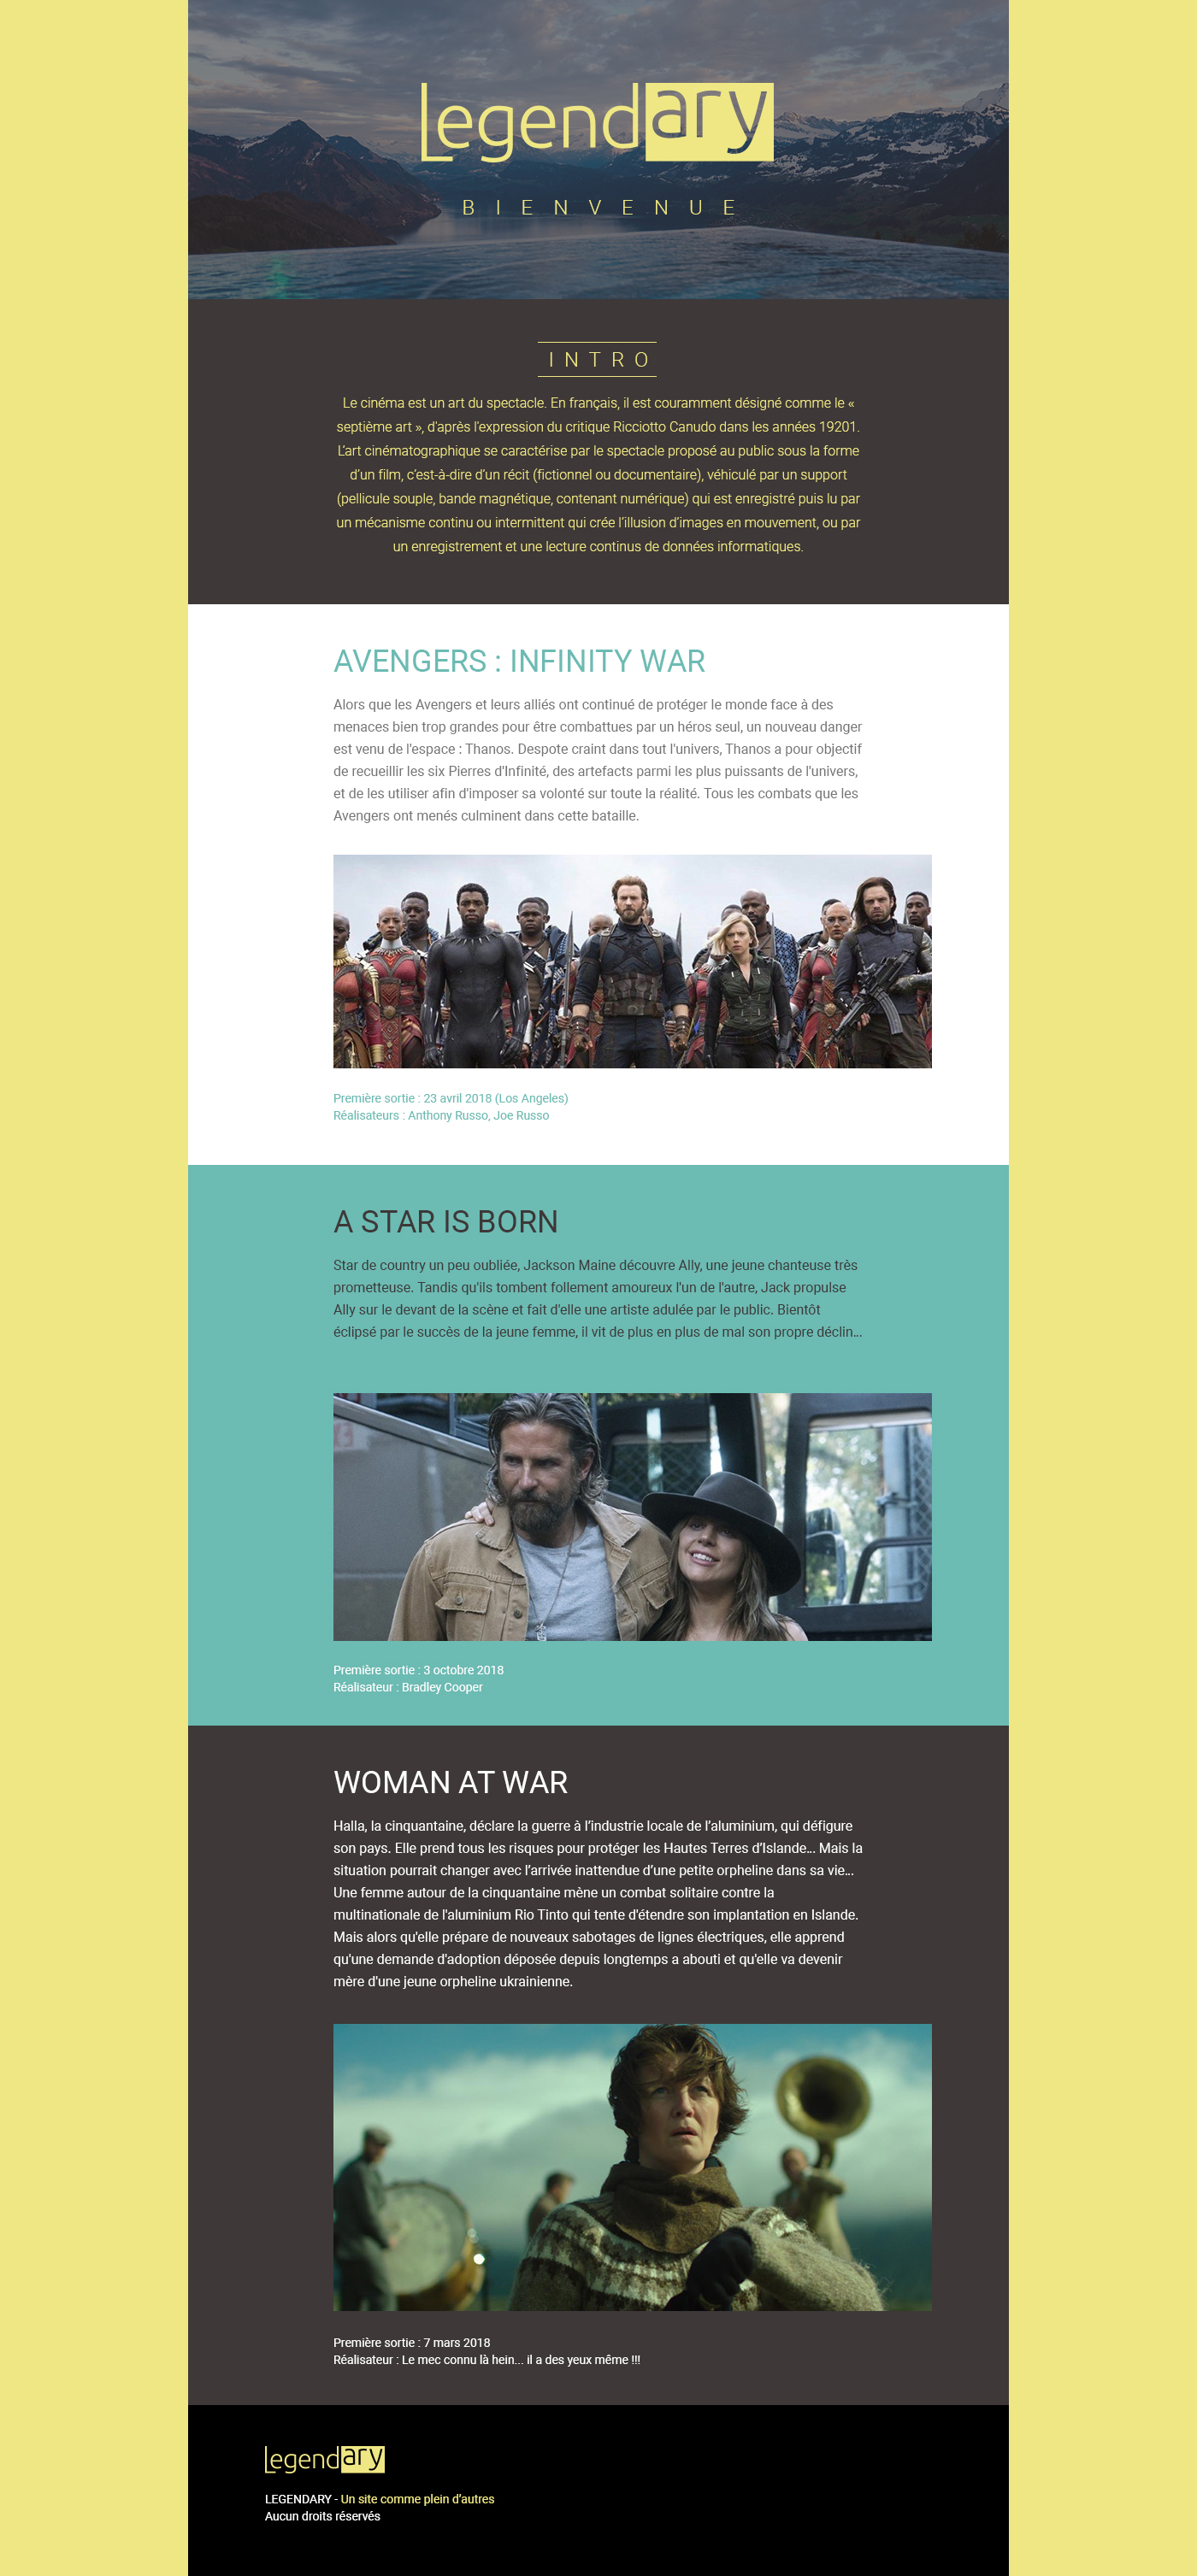 legendary
BIENVENUE
INTRO
Le cinéma est un art du spectacle. En français, il est couramment désigné comme le «
septième art », d'après l'expression du critique Ricciotto Canudo dans les années 19201.
L’art cinématographique se caractérise par le spectacle proposé au public sous la forme
d’un film, c’est-à-dire d’un récit (fictionnel ou documentaire), véhiculé par un support
(pellicule souple, bande magnétique, contenant numérique) qui est enregistré puis lu par
un mécanisme continu ou intermittent qui crée l’illusion d’images en mouvement, ou par
un enregistrement et une lecture continus de données informatiques.
AVENGERS : INFINITY WAR
Alors que les Avengers et leurs alliés ont continué de protéger le monde face à des
menaces bien trop grandes pour être combattues par un héros seul, un nouveau danger
est venu de l'espace : Thanos. Despote craint dans tout l'univers, Thanos a pour objectif
de recueillir les six Pierres d'Infinité, des artefacts parmi les plus puissants de l'univers,
et de les utiliser afin d'imposer sa volonté sur toute la réalité. Tous les combats que les
Avengers ont menés culminent dans cette bataille.
Première sortie : 23 avril 2018 (Los Angeles)
Réalisateurs : Anthony Russo, Joe Russo
A STAR IS BORN
Star de country un peu oubliée, Jackson Maine découvre Ally, une jeune chanteuse très
prometteuse. Tandis qu'ils tombent follement amoureux l'un de l'autre, Jack propulse
Ally sur le devant de la scène et fait d'elle une artiste adulée par le public. Bientôt
éclipsé par le succès de la jeune femme, il vit de plus en plus de mal son propre déclin…
Première sortie : 3 octobre 2018
Réalisateur : Bradley Cooper
WOMAN AT WAR
Halla, la cinquantaine, déclare la guerre à l’industrie locale de l’aluminium, qui défigure
son pays. Elle prend tous les risques pour protéger les Hautes Terres d’Islande… Mais la
situation pourrait changer avec l’arrivée inattendue d’une petite orpheline dans sa vie…
Une femme autour de la cinquantaine mène un combat solitaire contre la
multinationale de l'aluminium Rio Tinto qui tente d'étendre son implantation en Islande.
Mais alors qu'elle prépare de nouveaux sabotages de lignes électriques, elle apprend
qu'une demande d'adoption déposée depuis longtemps a abouti et qu'elle va devenir
mère d'une jeune orpheline ukrainienne.
Première sortie : 7 mars 2018
Réalisateur : Le mec connu là hein... il a des yeux même !!!
legendary
LEGENDARY - Un site comme plein d’autres
Aucun droits réservés